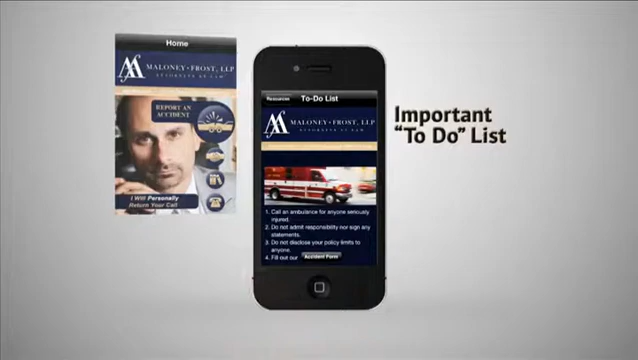 Home
MALONEY • FROST, LLP
ATTORNEYS AT LAW
REPORT AN
ACCIDENT
I Will Personally
Return Your Call
Resources
To-Do List
MALONEY • FROST, LLP
ATTORNEYS AT LAW
1. Call an ambulance for anyone seriously
injured.
2. Do not admit responsibility nor sign any
statements.
3. Do not disclose your policy limits to
anyone.
4. Fill out our Accident Form
Important
“To Do” List